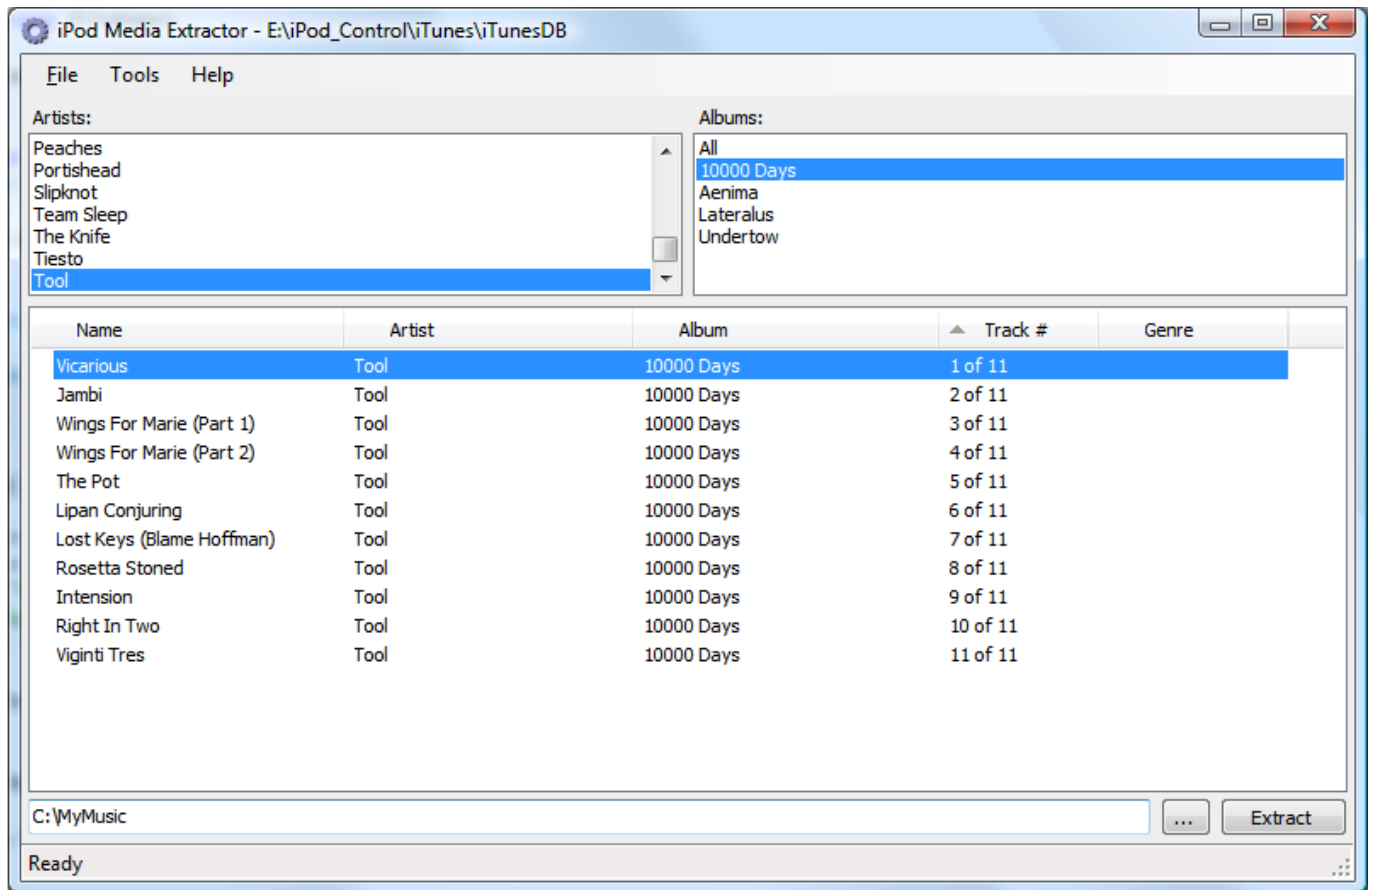 iPod Media Extractor - E:\iPod_Control\iTunes\iTunesDB
File Tools Help
Artists:
Peaches
Portishead
Slipknot
Team Sleep
The Knife
Tiesto
Tool
Albums:
All
10000 Days
Aenima
Lateralus
Undertow
Name Artist Album Track # Genre
Vicarious Tool 10000 Days 1 of 11
Jambi Tool 10000 Days 2 of 11
Wings For Marie (Part 1) Tool 10000 Days 3 of 11
Wings For Marie (Part 2) Tool 10000 Days 4 of 11
The Pot Tool 10000 Days 5 of 11
Lipan Conjuring Tool 10000 Days 6 of 11
Lost Keys (Blame Hoffman) Tool 10000 Days 7 of 11
Rosetta Stoned Tool 10000 Days 8 of 11
Intension Tool 10000 Days 9 of 11
Right In Two Tool 10000 Days 10 of 11
Viginti Tres Tool 10000 Days 11 of 11
C:\MyMusic ... Extract
Ready